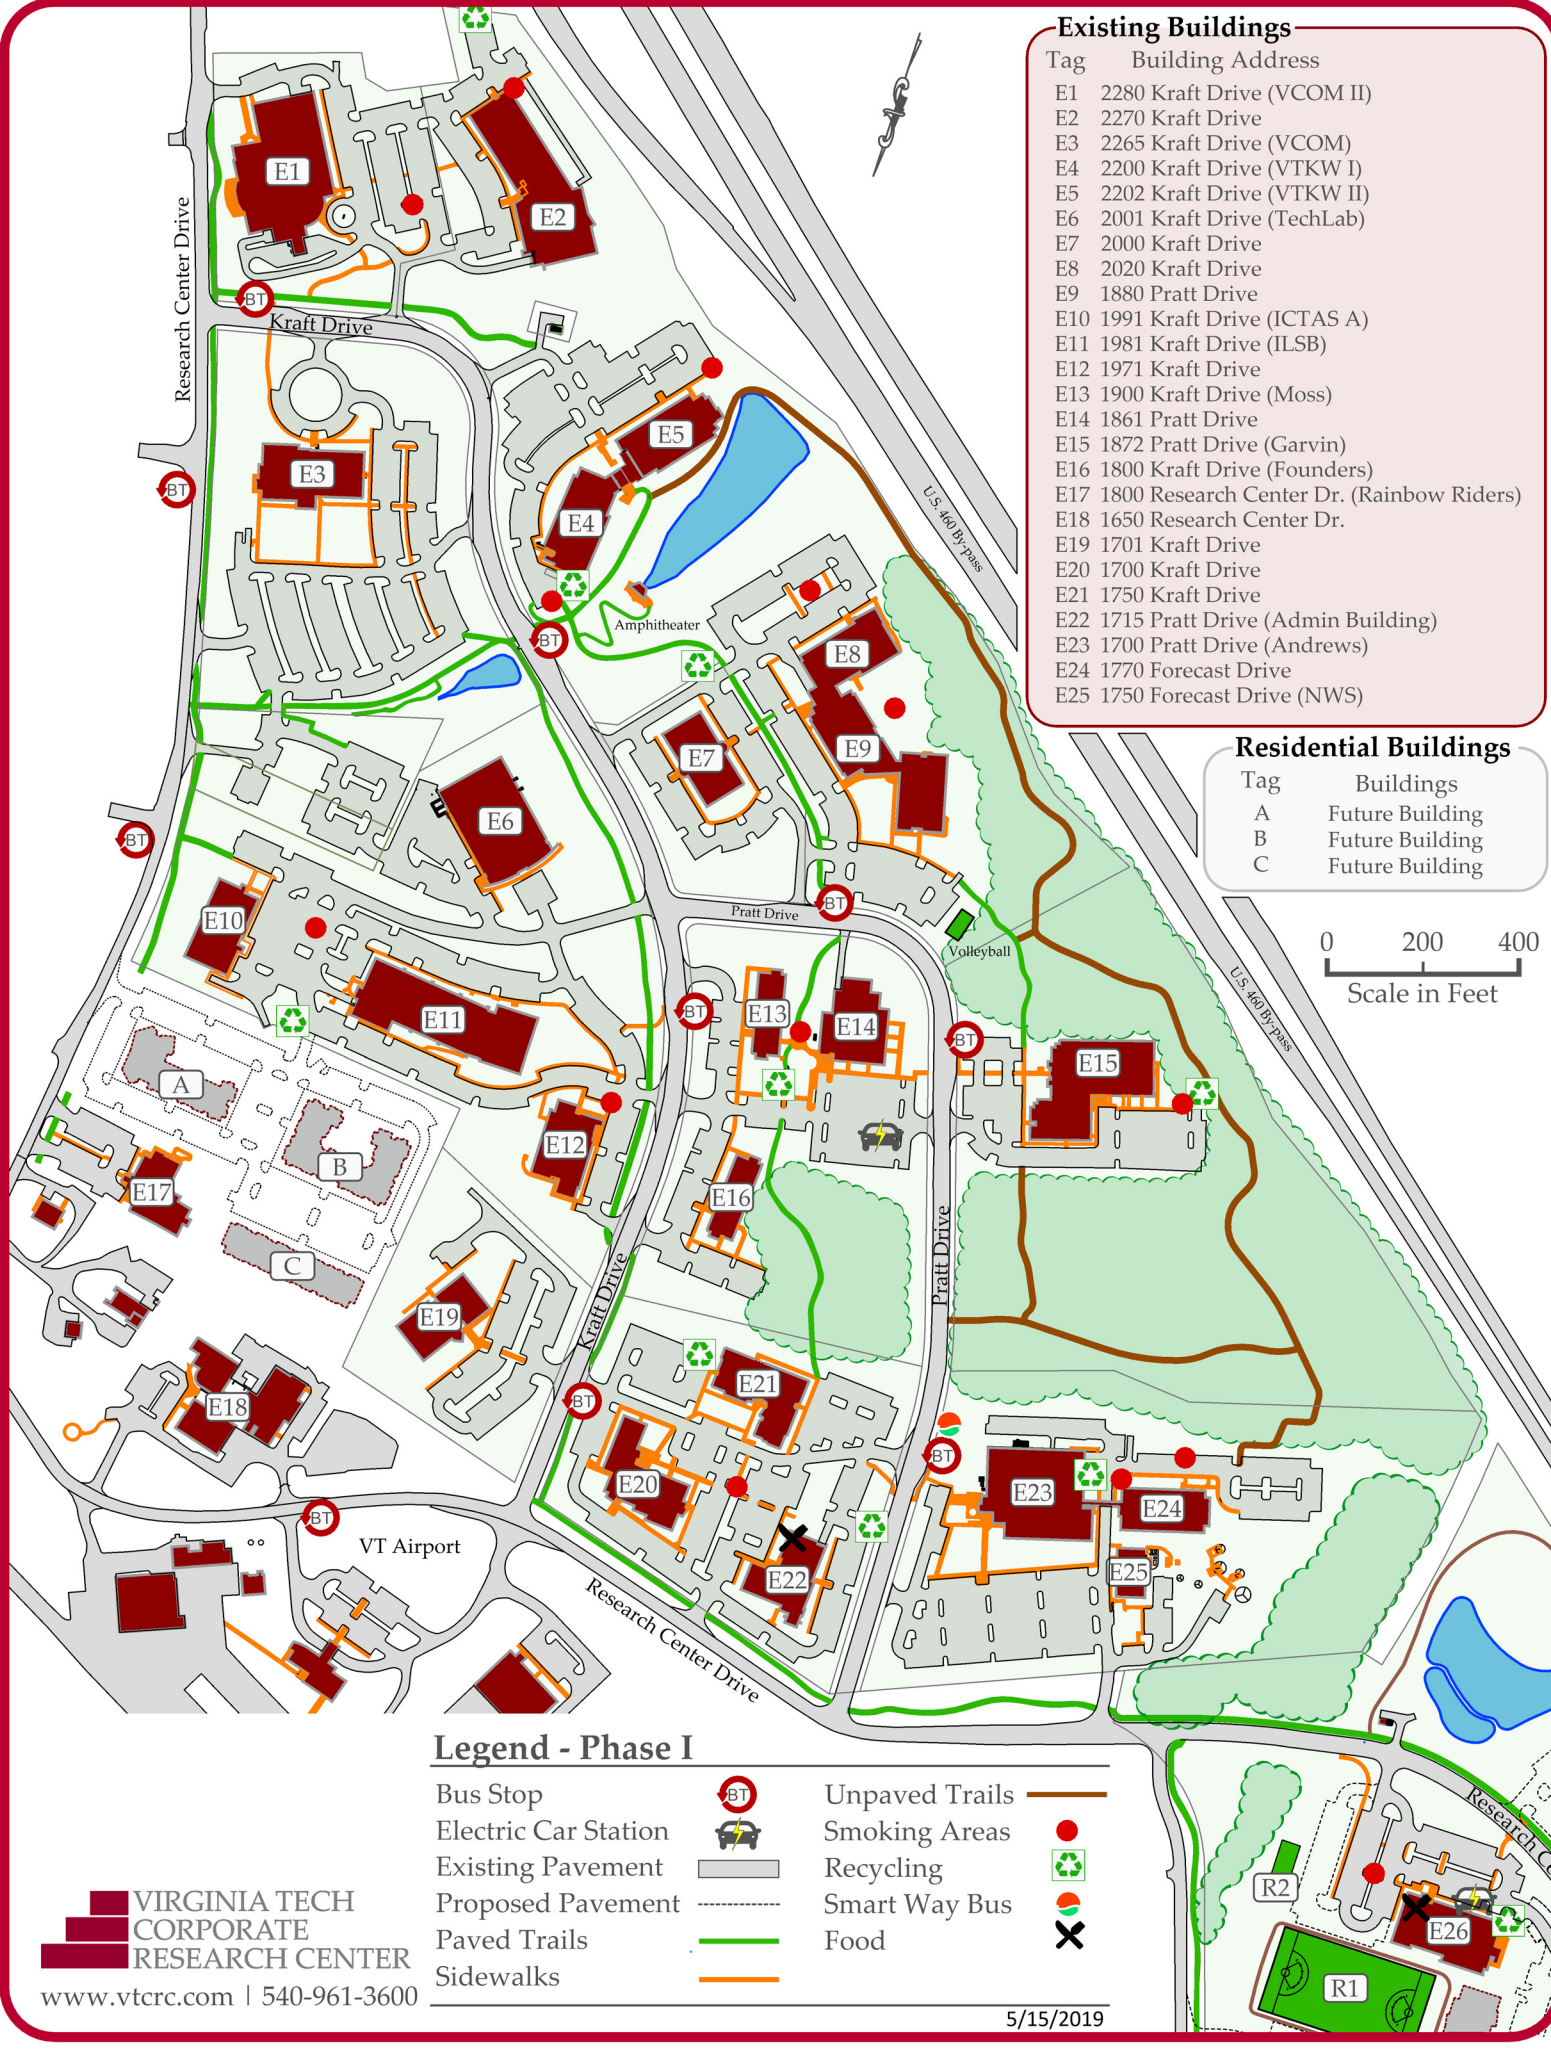 Existing Buildings
Tag Building Address
E1 2280 Kraft Drive (VCOM II)
E2 2270 Kraft Drive
E3 2265 Kraft Drive (VCOM)
E4 2200 Kraft Drive (VTKW I)
E5 2202 Kraft Drive (VTKW II)
E6 2001 Kraft Drive (TechLab)
E7 2000 Kraft Drive
E8 2020 Kraft Drive
E9 1880 Pratt Drive
E10 1991 Kraft Drive (ICTAS A)
E11 1981 Kraft Drive (ILSB)
E12 1971 Kraft Drive
E13 1900 Kraft Drive (Moss)
E14 1861 Pratt Drive
E15 1872 Pratt Drive (Garvin)
E16 1800 Kraft Drive (Founders)
E17 1800 Research Center Dr. (Rainbow Riders)
E18 1650 Research Center Dr.
E19 1701 Kraft Drive
E20 1700 Kraft Drive
E21 1750 Kraft Drive
E22 1715 Pratt Drive (Admin Building)
E23 1700 Pratt Drive (Andrews)
E24 1770 Forecast Drive
E25 1750 Forecast Drive (NWS)
Residential Buildings
Tag Buildings
A Future Building
B Future Building
C Future Building
0 200 400
Scale in Feet
E1
E2
Research Center Drive
BT
Kraft Drive
E5
E3
BT
E4
U.S. 460 By-pass
Amphitheater
BT
E8
E7
E9
E6
BT
BT
Pratt Drive
E10
Volleyball
U.S. 460 By-pass
E13
BT
E11
E14
BT
E15
A
E12
B
E17
E16
C
Pratt Drive
Kraft Drive
E19
E21
BT
E18
BT
E20
E23
E24
BT
VT Airport
E22
E25
Research Center Drive
Research C
R2
E26
R1
Legend - Phase I
Bus Stop BT Unpaved Trails
Electric Car Station Smoking Areas
Existing Pavement Recycling
Proposed Pavement Smart Way Bus
Paved Trails Food
Sidewalks
5/15/2019
VIRGINIA TECH
CORPORATE
RESEARCH CENTER
www.vtcrc.com | 540-961-3600